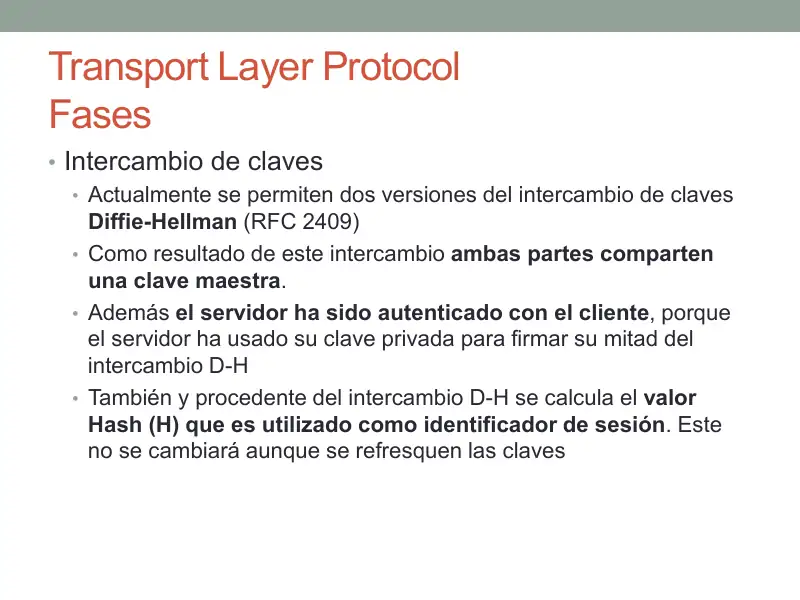 Transport Layer Protocol
Fases
• Intercambio de claves
• Actualmente se permiten dos versiones del intercambio de claves
Diffie-Hellman (RFC 2409)
• Como resultado de este intercambio ambas partes comparten
una clave maestra.
• Además el servidor ha sido autenticado con el cliente, porque
el servidor ha usado su clave privada para firmar su mitad del
intercambio D-H
• También y procedente del intercambio D-H se calcula el valor
Hash (H) que es utilizado como identificador de sesión. Este
no se cambiará aunque se refresquen las claves